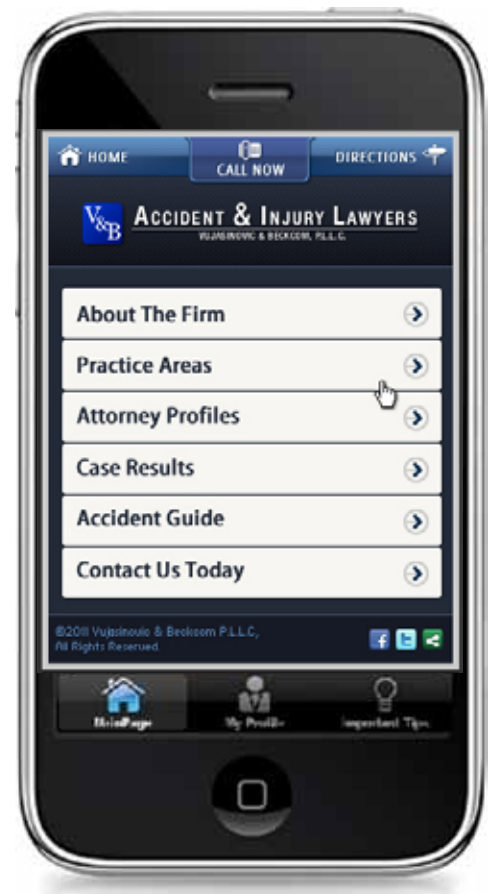 HOME
CALL NOW
DIRECTIONS
V&B ACCIDENT & INJURY LAWYERS
VUJASINOVIC & BECKCOM, P.L.L.C.
About The Firm
Practice Areas
Attorney Profiles
Case Results
Accident Guide
Contact Us Today
©2011 Vujasinovic & Beckcom P.L.L.C,
All Rights Reserved.
MainPage
My Profile
Important Tips